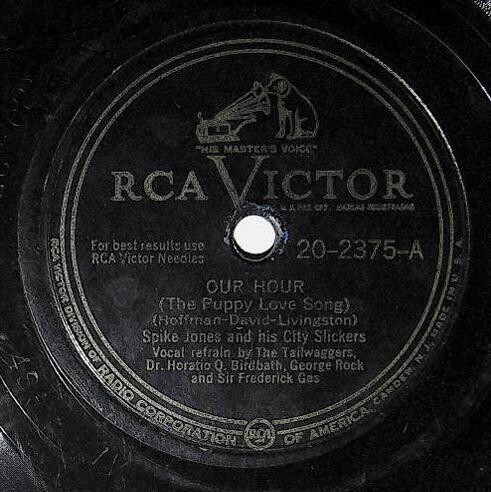 "HIS MASTER'S VOICE"
RCA VICTOR
For best results use
RCA Victor Needles
20-2375-A
OUR HOUR
(The Puppy Love Song)
(Hoffman-David-Livingston)
Spike Jones and his City Slickers
Vocal refrain by The Tailwaggers,
Dr. Horatio Q. Birdbath, George Rock
and Sir Frederick Gas
RCA VICTOR DIVISION OF RADIO CORPORATION RCA OF AMERICA, CAMDEN, N. J. MADE IN U. S. A.